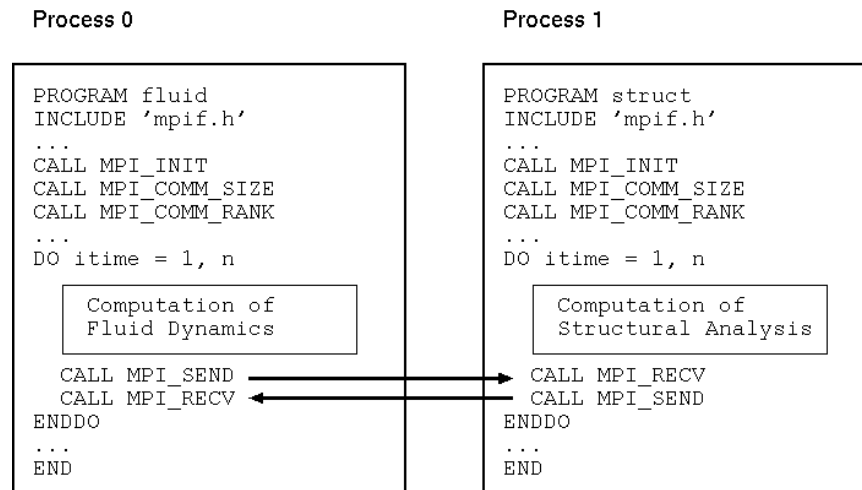 Process 0
PROGRAM fluid
INCLUDE 'mpif.h'
...
CALL MPI_INIT
CALL MPI_COMM_SIZE
CALL MPI_COMM_RANK
...
DO itime = 1, n
Computation of
Fluid Dynamics
CALL MPI_SEND
CALL MPI_RECV
ENDDO
...
END
Process 1
PROGRAM struct
INCLUDE 'mpif.h'
...
CALL MPI_INIT
CALL MPI_COMM_SIZE
CALL MPI_COMM_RANK
...
DO itime = 1, n
Computation of
Structural Analysis
CALL MPI_RECV
CALL MPI_SEND
ENDDO
...
END